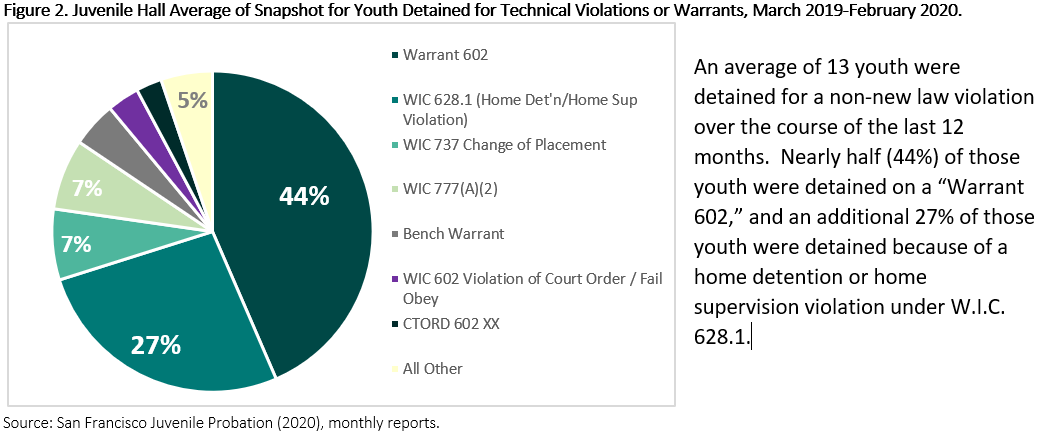 Figure 2. Juvenile Hall Average of Snapshot for Youth Detained for Technical Violations or Warrants, March 2019-February 2020.
Warrant 602
WIC 628.1 (Home Det'n/Home Sup
Violation)
WIC 737 Change of Placement
WIC 777(A)(2)
Bench Warrant
WIC 602 Violation of Court Order / Fail
Obey
CTORD 602 XX
All Other
5%
44%
7%
7%
27%
An average of 13 youth were
detained for a non-new law violation
over the course of the last 12
months. Nearly half (44%) of those
youth were detained on a “Warrant
602,” and an additional 27% of those
youth were detained because of a
home detention or home
supervision violation under W.I.C.
628.1.
Source: San Francisco Juvenile Probation (2020), monthly reports.